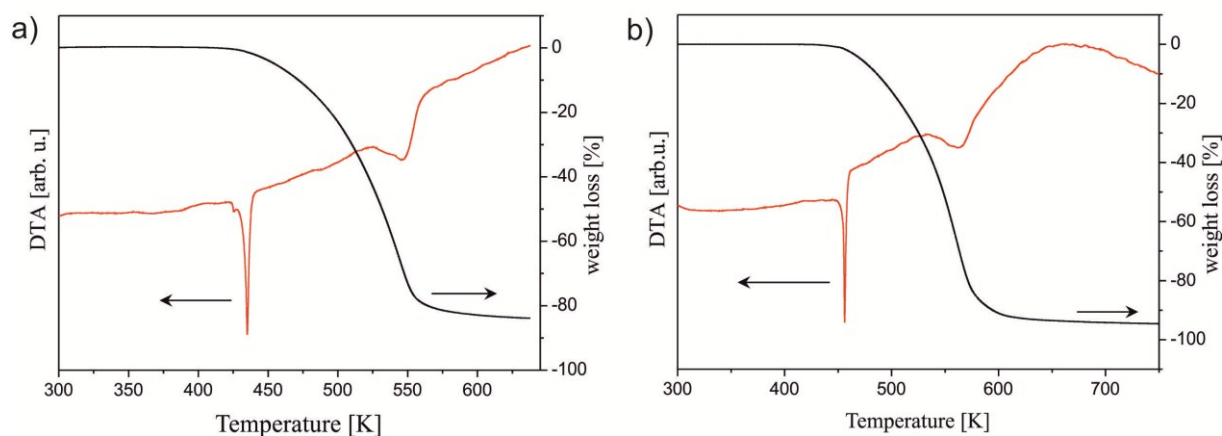 a)
DTA [arb. u.]
0
-20
-40
-60
-80
-100
weight loss [%]
300 350 400 450 500 550 600
Temperature [K]
b)
DTA [arb.u.]
0
-20
-40
-60
-80
-100
weight loss [%]
300 400 500 600 700
Temperature [K]